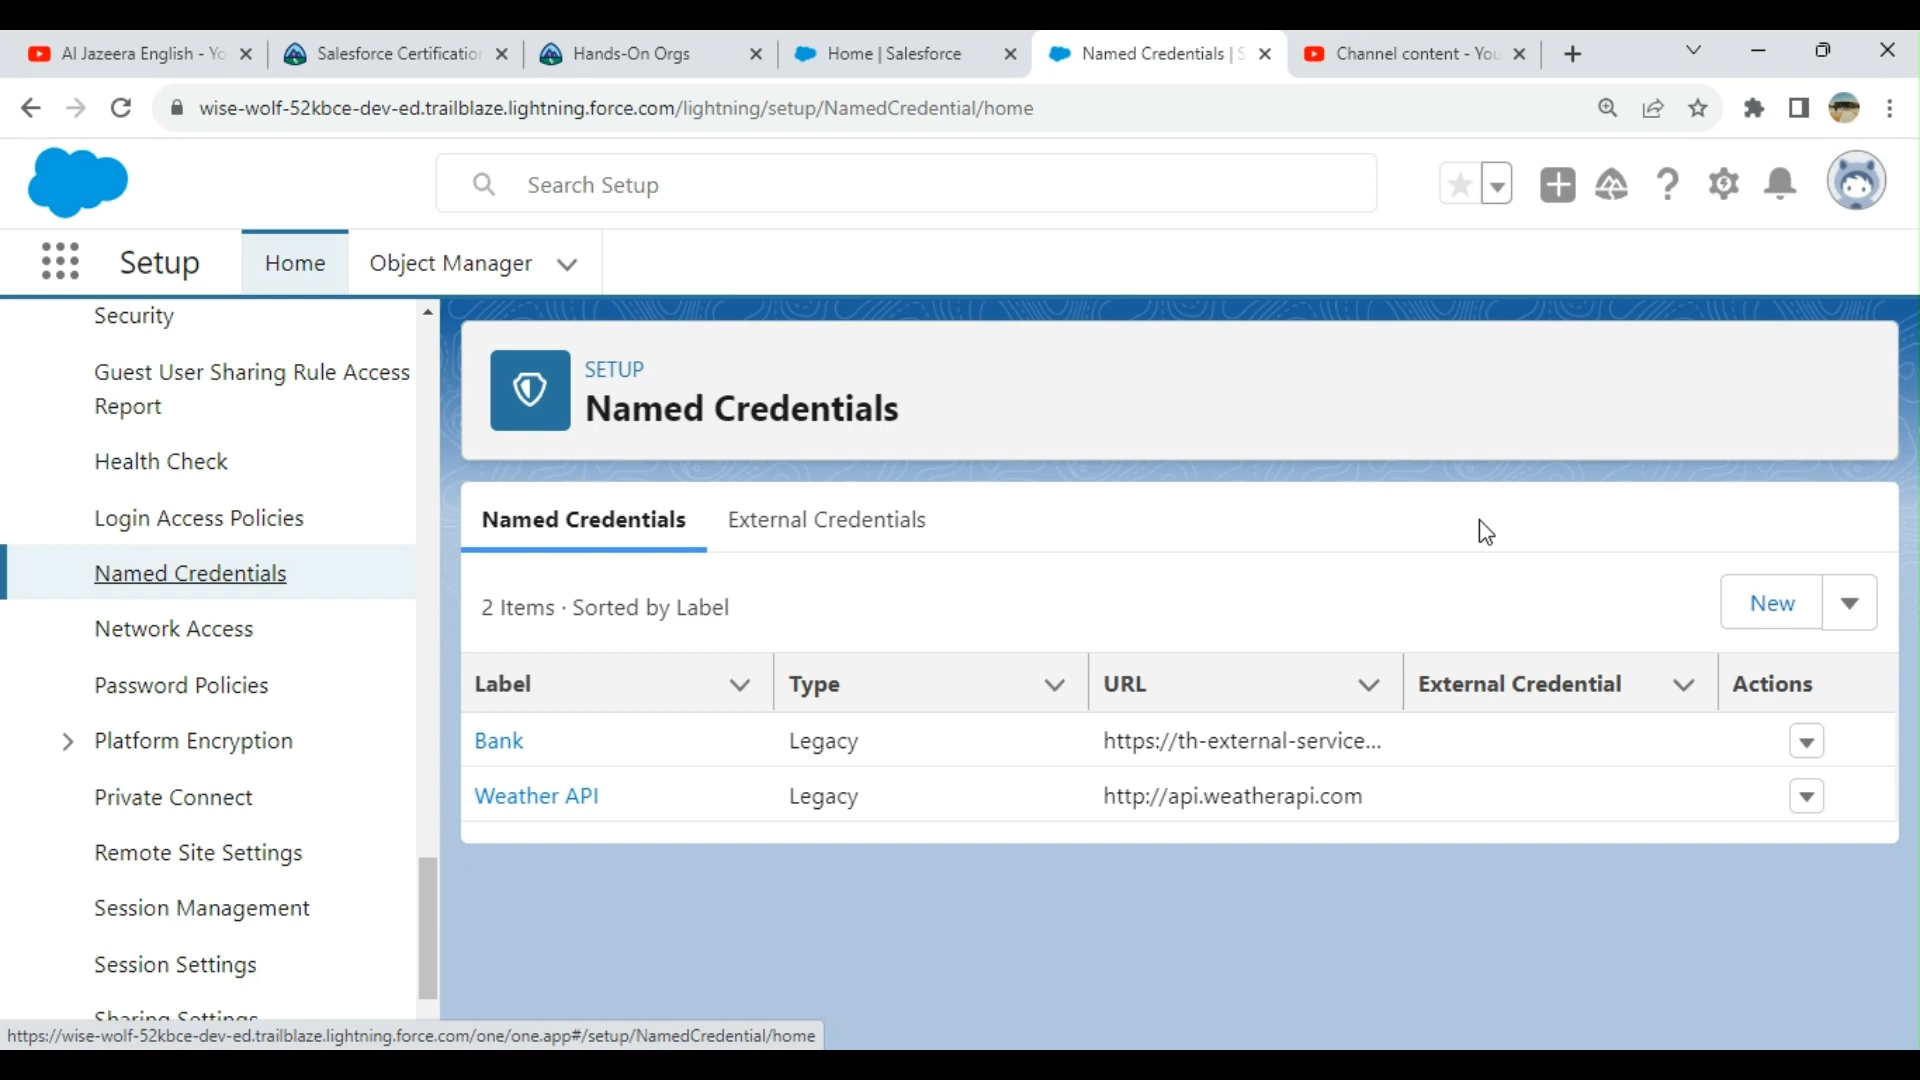 Al Jazeera English - Yo
Salesforce Certification
Hands-On Orgs
Home | Salesforce
Named Credentials | S
Channel content - You
wise-wolf-52kbce-dev-ed.trailblaze.lightning.force.com/lightning/setup/NamedCredential/home
Search Setup
Setup
Home
Object Manager
Security
Guest User Sharing Rule Access
Report
Health Check
Login Access Policies
Named Credentials
Network Access
Password Policies
Platform Encryption
Private Connect
Remote Site Settings
Session Management
Session Settings
Sharing Settings
SETUP
Named Credentials
Named Credentials
External Credentials
2 Items · Sorted by Label
New
Label
Type
URL
External Credential
Actions
Bank
Legacy
https://th-external-service...
Weather API
Legacy
http://api.weatherapi.com
https://wise-wolf-52kbce-dev-ed.trailblaze.lightning.force.com/one/one.app#/setup/NamedCredential/home